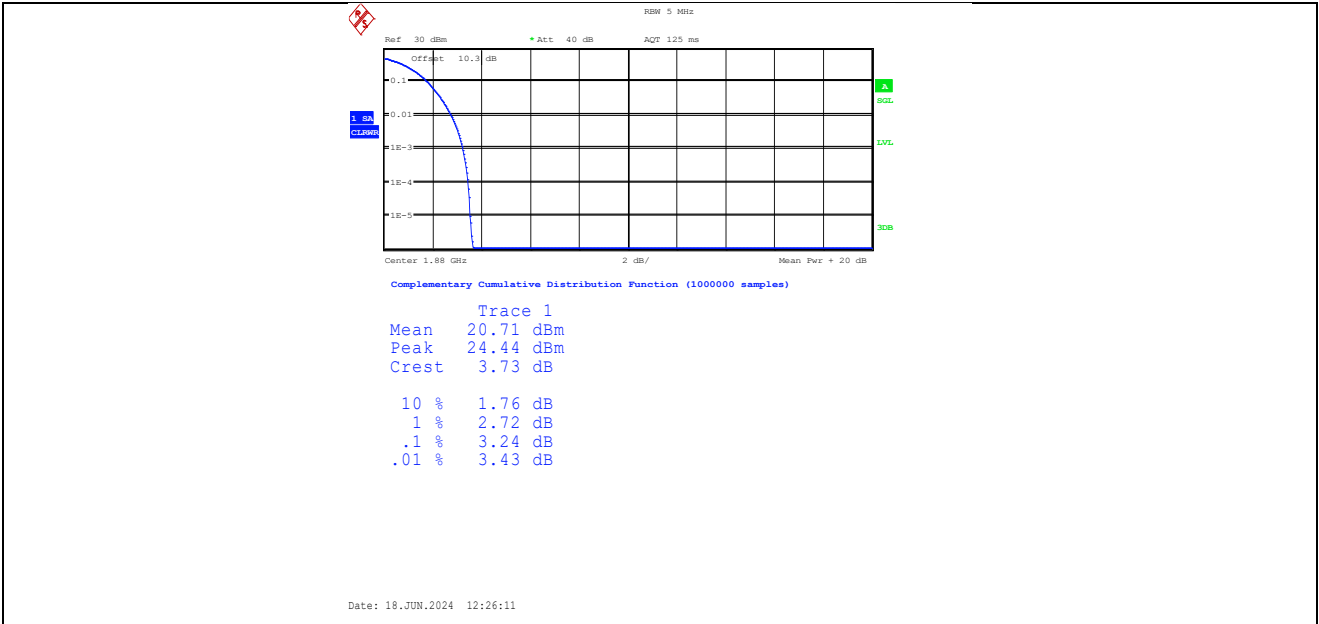 RBW 5 MHz
Ref 30 dBm * Att 40 dB AQT 125 ms
Offset 10.3 dB
0.1
A
SGL
0.01
1 SA
CLRWR
1E-3
LVL
1E-4
1E-5
3DB
Center 1.88 GHz 2 dB/ Mean Pwr + 20 dB
Complementary Cumulative Distribution Function (1000000 samples)
Trace 1
Mean 20.71 dBm
Peak 24.44 dBm
Crest 3.73 dB
10 % 1.76 dB
1 % 2.72 dB
.1 % 3.24 dB
.01 % 3.43 dB
Date: 18.JUN.2024 12:26:11